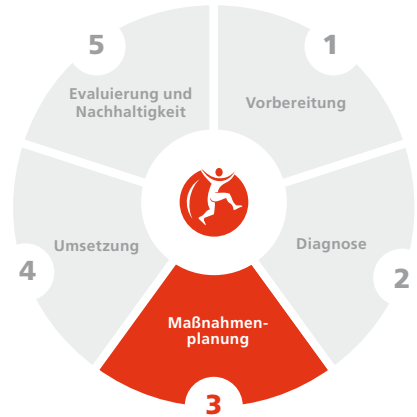 1
Vorbereitung
2
Diagnose
3
Maßnahmen-
planung
4
Umsetzung
5
Evaluierung und
Nachhaltigkeit